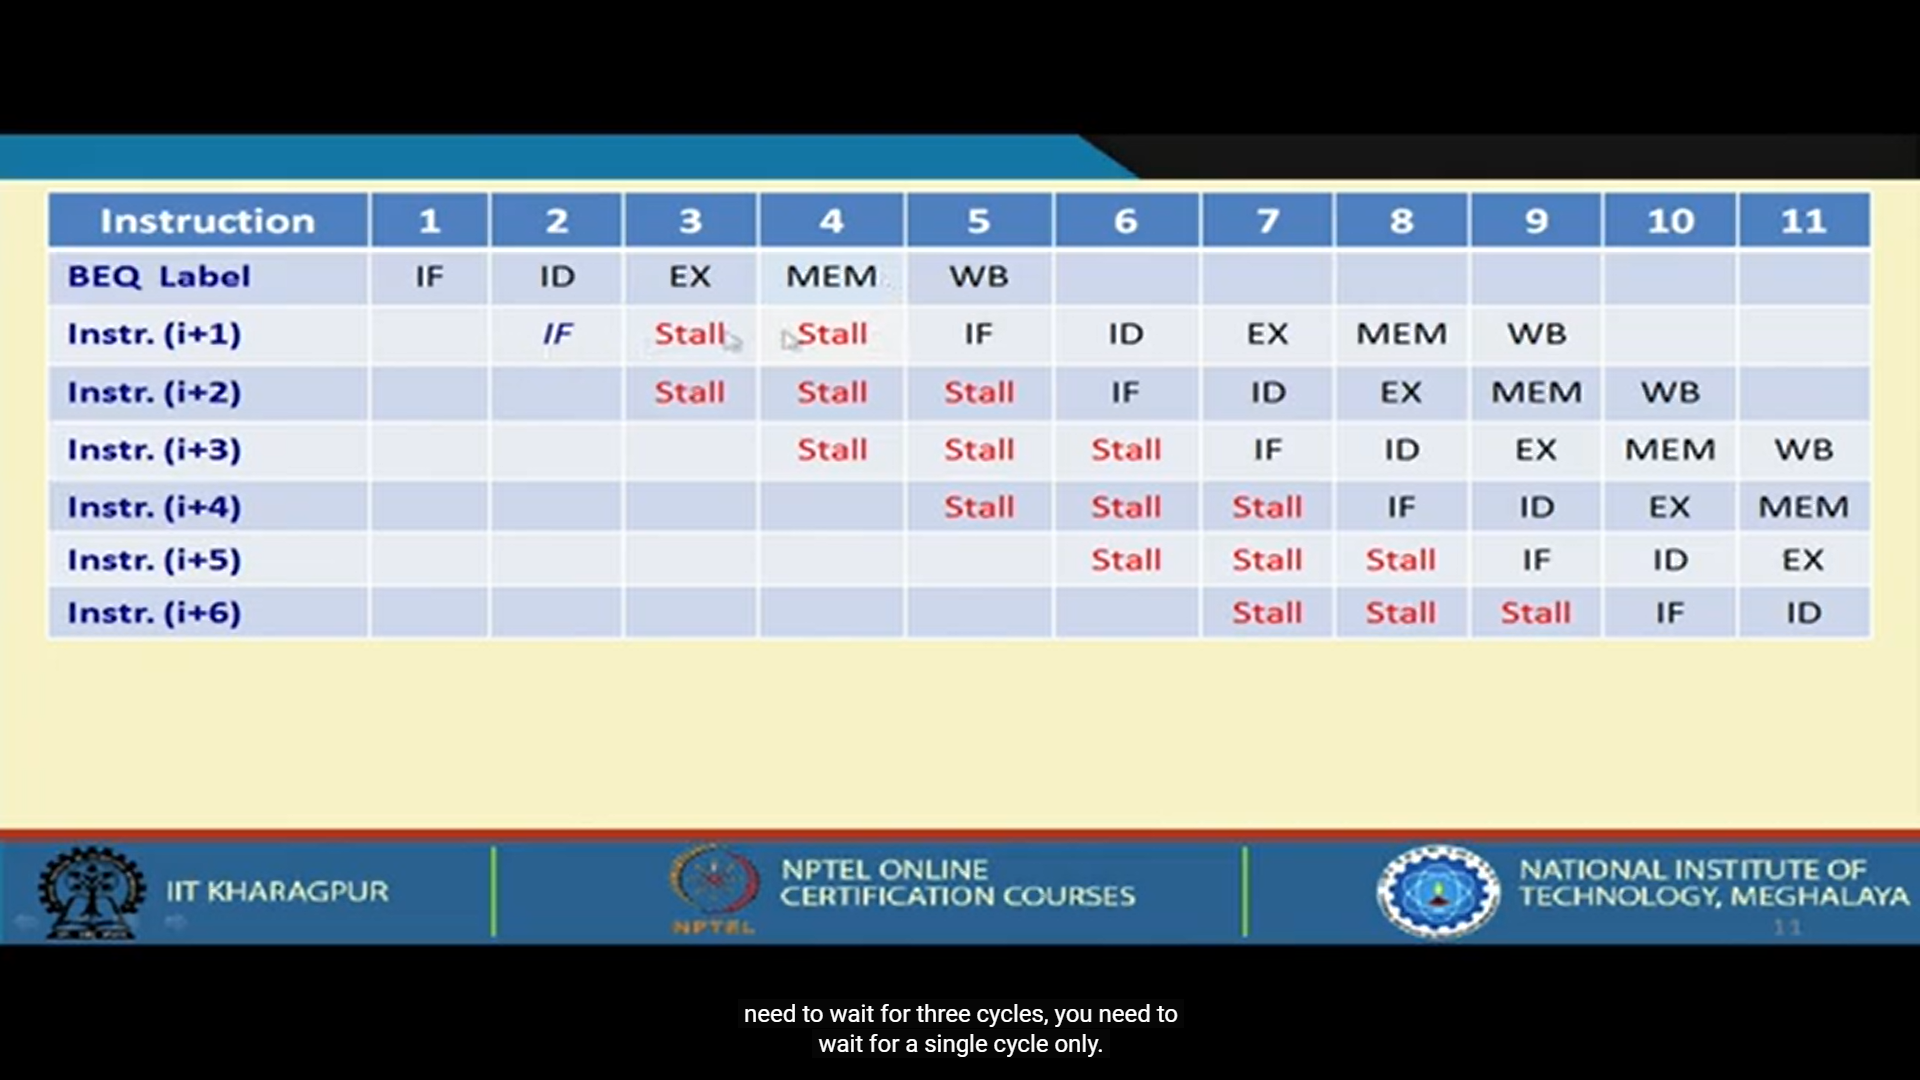 Instruction 1 2 3 4 5 6 7 8 9 10 11
BEQ Label IF ID EX MEM WB
Instr. (i+1) IF Stall Stall IF ID EX MEM WB
Instr. (i+2) Stall Stall Stall IF ID EX MEM WB
Instr. (i+3) Stall Stall Stall IF ID EX MEM WB
Instr. (i+4) Stall Stall Stall IF ID EX MEM
Instr. (i+5) Stall Stall Stall IF ID EX
Instr. (i+6) Stall Stall Stall IF ID
IIT KHARAGPUR
NPTEL
NPTEL ONLINE
CERTIFICATION COURSES
NATIONAL INSTITUTE OF
TECHNOLOGY, MEGHALAYA
11
need to wait for three cycles, you need to
wait for a single cycle only.